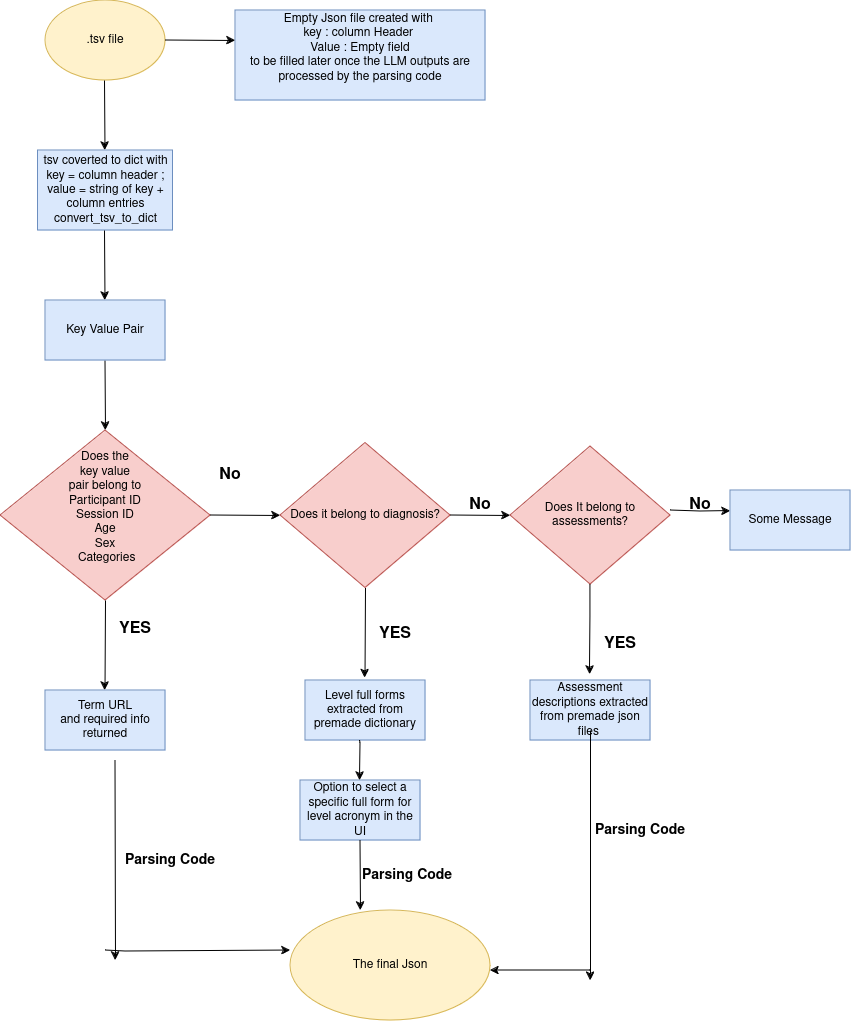 .tsv file
Empty Json file created with
key : column Header
Value : Empty field
to be filled later once the LLM outputs are
processed by the parsing code
tsv coverted to dict with
key = column header ;
value = string of key +
column entries
convert_tsv_to_dict
Key Value Pair
Does the
key value
pair belong to
Participant ID
Session ID
Age
Sex
Categories
No
Does it belong to diagnosis?
No
Does It belong to
assessments?
No
Some Message
YES
YES
YES
Term URL
and required info
returned
Level full forms
extracted from
premade dictionary
Assessment
descriptions extracted
from premade json
files
Option to select a
specific full form for
level acronym in the
UI
Parsing Code
Parsing Code
Parsing Code
The final Json